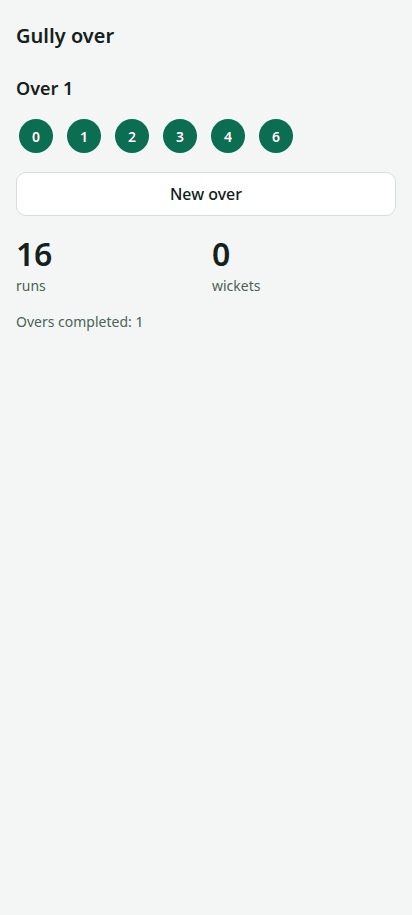 Gully over
Over 1
0 1 2 3 4 6
New over
16 0
runs wickets
Overs completed: 1